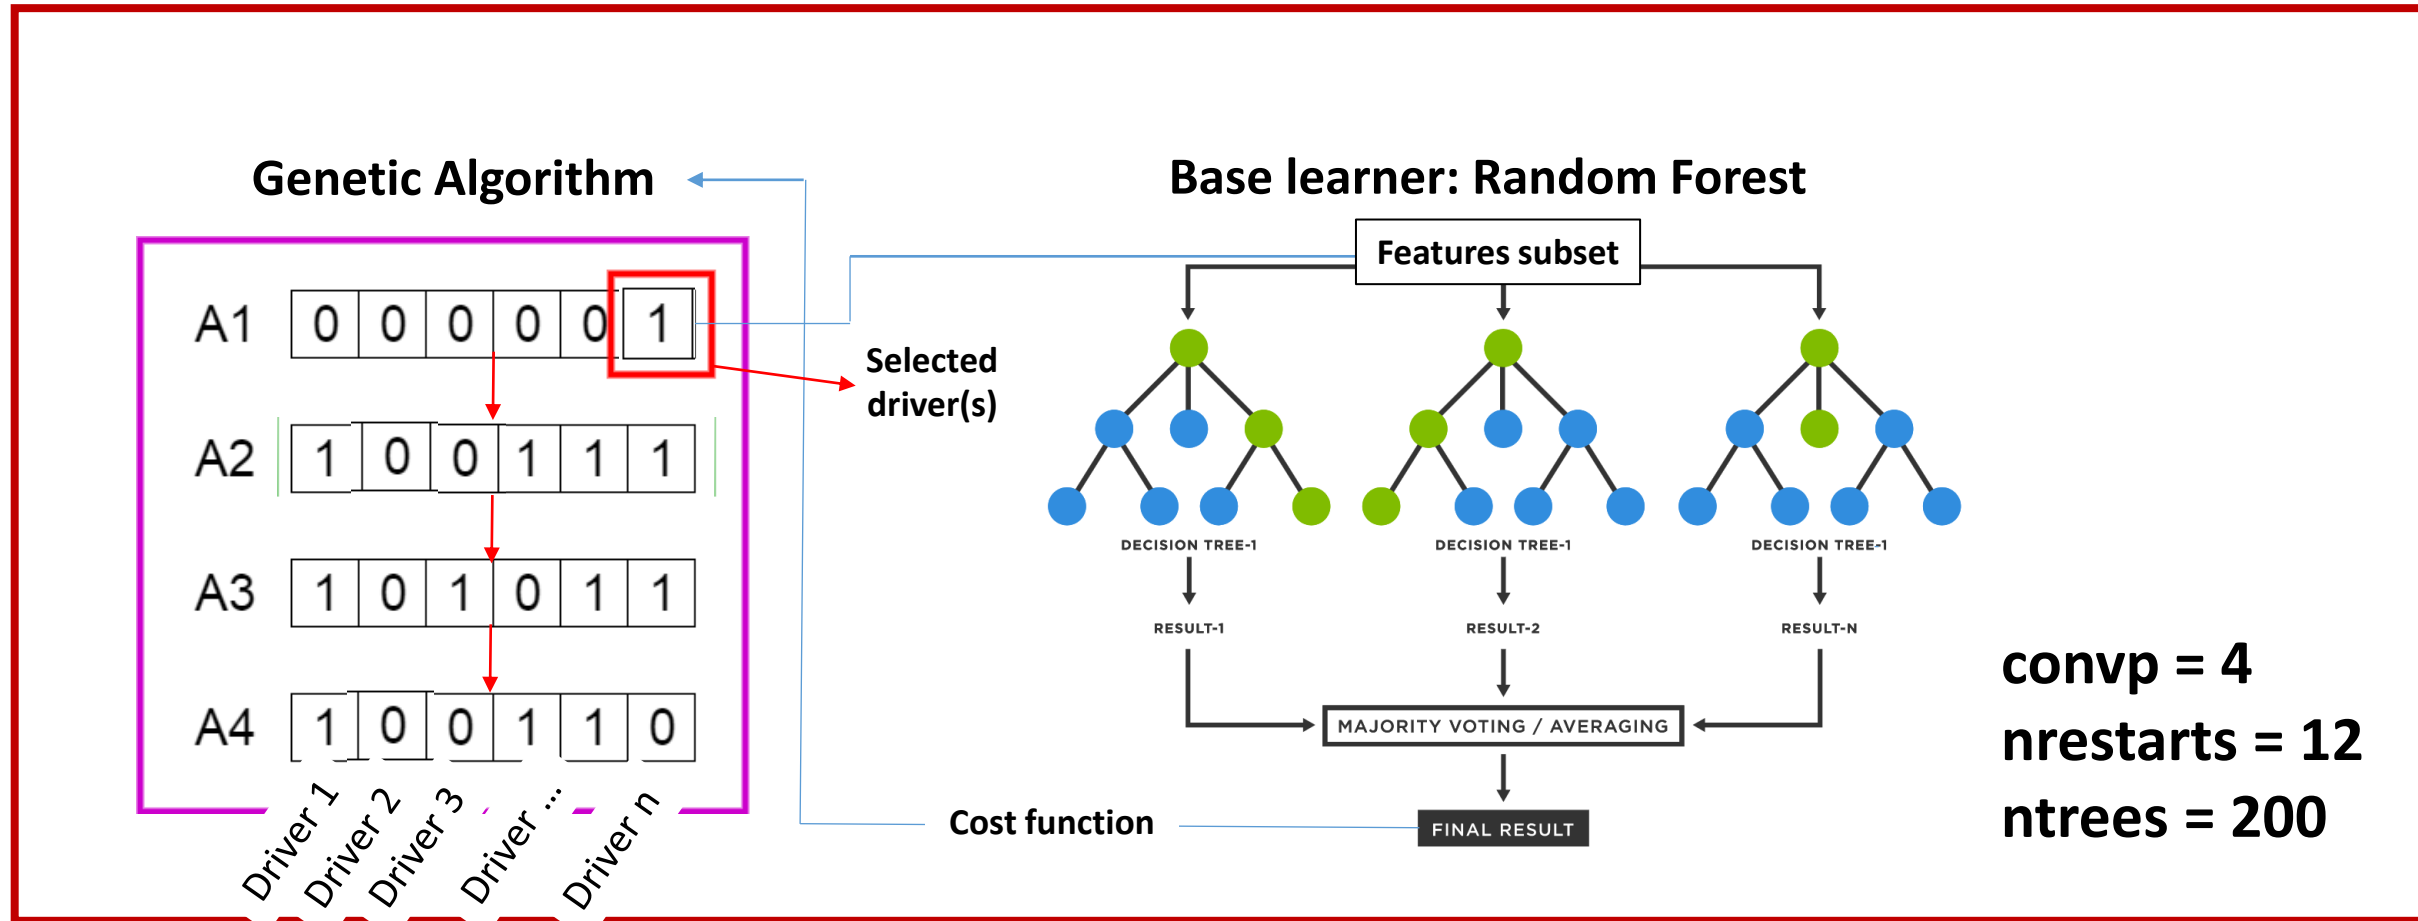 Genetic Algorithm
Base learner: Random Forest
A1 0 0 0 0 0 1
A2 1 0 0 1 1 1
A3 1 0 1 0 1 1
A4 1 0 0 1 1 0
Driver 1
Driver 2
Driver 3
Driver ...
Driver n
Selected
driver(s)
Features subset
DECISION TREE-1
DECISION TREE-1
DECISION TREE-1
RESULT-1
RESULT-2
RESULT-N
MAJORITY VOTING / AVERAGING
Cost function
FINAL RESULT
convp = 4
nrestarts = 12
ntrees = 200